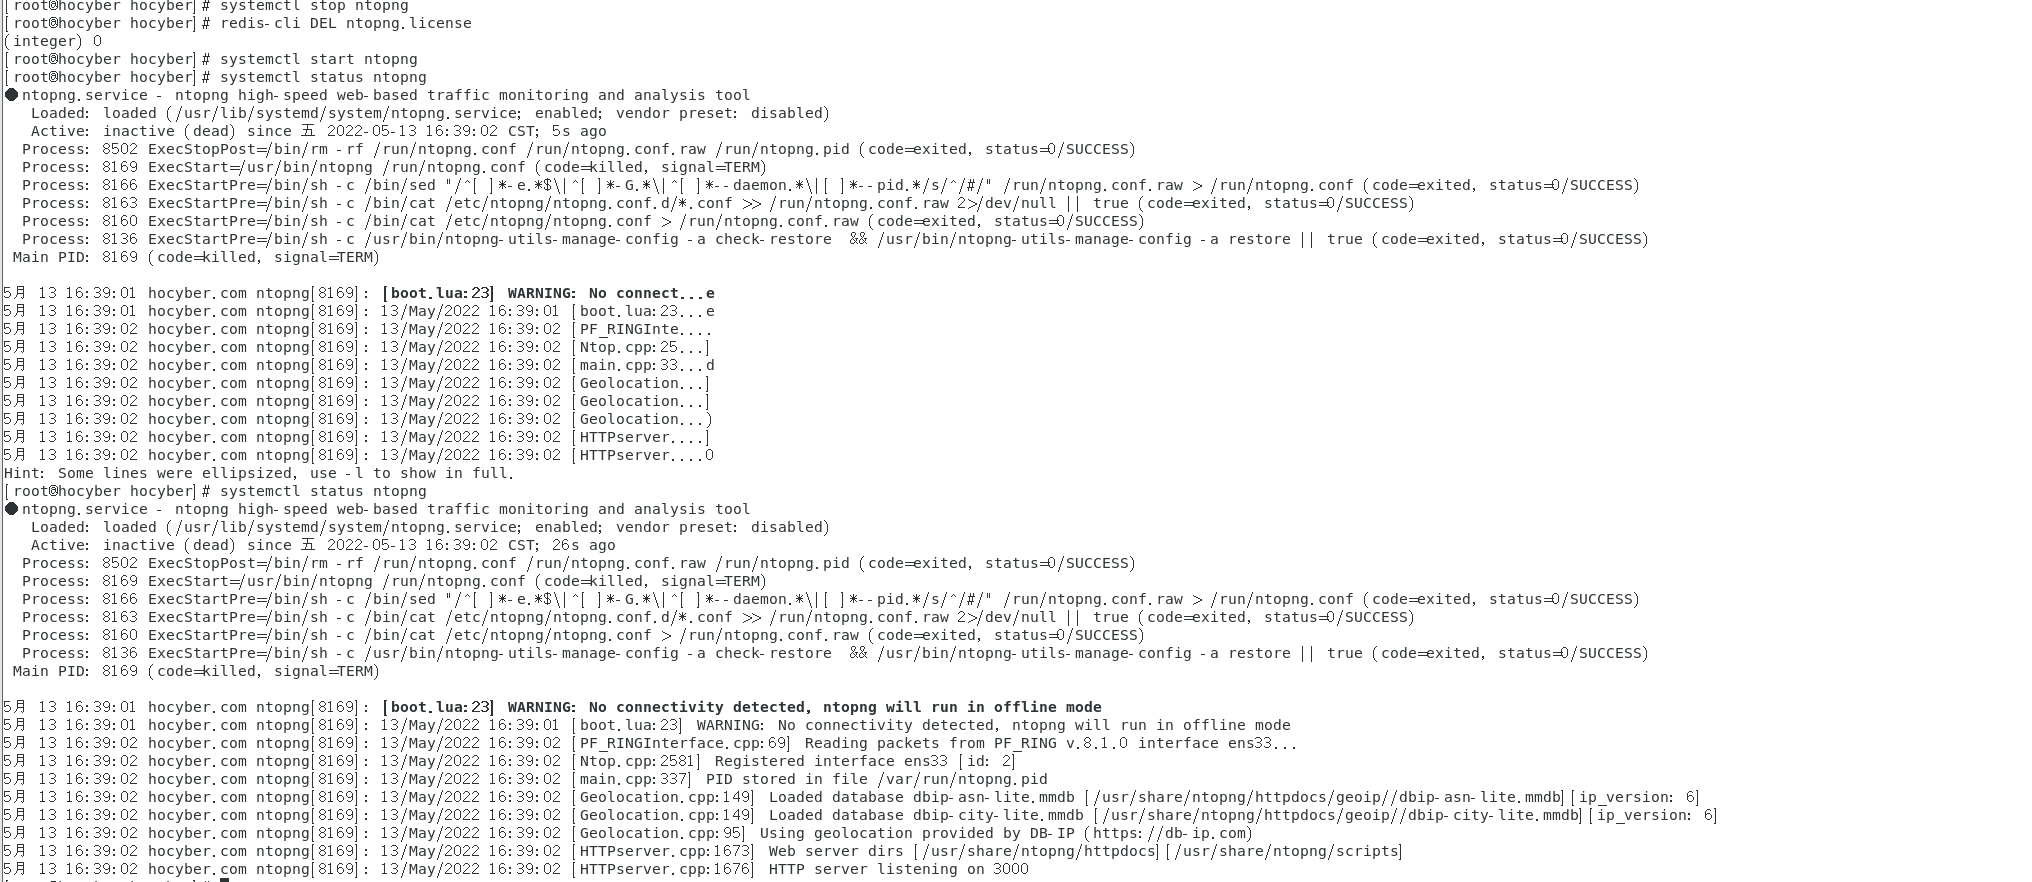 [root@hocyber hocyber]# systemctl stop ntopng
[root@hocyber hocyber]# redis-cli DEL ntopng.license
(integer) 0
[root@hocyber hocyber]# systemctl start ntopng
[root@hocyber hocyber]# systemctl status ntopng
● ntopng.service - ntopng high-speed web-based traffic monitoring and analysis tool
   Loaded: loaded (/usr/lib/systemd/system/ntopng.service; enabled; vendor preset: disabled)
   Active: inactive (dead) since 五 2022-05-13 16:39:02 CST; 5s ago
  Process: 8502 ExecStopPost=/bin/rm -rf /run/ntopng.conf /run/ntopng.conf.raw /run/ntopng.pid (code=exited, status=0/SUCCESS)
  Process: 8169 ExecStart=/usr/bin/ntopng /run/ntopng.conf (code=killed, signal=TERM)
  Process: 8166 ExecStartPre=/bin/sh -c /bin/sed "/^[ ]*-e.*$\|^[ ]*-G.*\|^[ ]*--daemon.*\|[ ]*--pid.*/s/^/#/" /run/ntopng.conf.raw > /run/ntopng.conf (code=exited, status=0/SUCCESS)
  Process: 8163 ExecStartPre=/bin/sh -c /bin/cat /etc/ntopng/ntopng.conf.d/*.conf >> /run/ntopng.conf.raw 2>/dev/null || true (code=exited, status=0/SUCCESS)
  Process: 8160 ExecStartPre=/bin/sh -c /bin/cat /etc/ntopng/ntopng.conf > /run/ntopng.conf.raw (code=exited, status=0/SUCCESS)
  Process: 8136 ExecStartPre=/bin/sh -c /usr/bin/ntopng-utils-manage-config -a check-restore  && /usr/bin/ntopng-utils-manage-config -a restore || true (code=exited, status=0/SUCCESS)
 Main PID: 8169 (code=killed, signal=TERM)
5月 13 16:39:01 hocyber.com ntopng[8169]: [boot.lua:23] WARNING: No connect...e
5月 13 16:39:01 hocyber.com ntopng[8169]: 13/May/2022 16:39:01 [boot.lua:23...e
5月 13 16:39:02 hocyber.com ntopng[8169]: 13/May/2022 16:39:02 [PF_RINGInte....
5月 13 16:39:02 hocyber.com ntopng[8169]: 13/May/2022 16:39:02 [Ntop.cpp:25...]
5月 13 16:39:02 hocyber.com ntopng[8169]: 13/May/2022 16:39:02 [main.cpp:33...d
5月 13 16:39:02 hocyber.com ntopng[8169]: 13/May/2022 16:39:02 [Geolocation...]
5月 13 16:39:02 hocyber.com ntopng[8169]: 13/May/2022 16:39:02 [Geolocation...]
5月 13 16:39:02 hocyber.com ntopng[8169]: 13/May/2022 16:39:02 [Geolocation...)
5月 13 16:39:02 hocyber.com ntopng[8169]: 13/May/2022 16:39:02 [HTTPserver....]
5月 13 16:39:02 hocyber.com ntopng[8169]: 13/May/2022 16:39:02 [HTTPserver....0
Hint: Some lines were ellipsized, use -l to show in full.
[root@hocyber hocyber]# systemctl status ntopng
● ntopng.service - ntopng high-speed web-based traffic monitoring and analysis tool
   Loaded: loaded (/usr/lib/systemd/system/ntopng.service; enabled; vendor preset: disabled)
   Active: inactive (dead) since 五 2022-05-13 16:39:02 CST; 26s ago
  Process: 8502 ExecStopPost=/bin/rm -rf /run/ntopng.conf /run/ntopng.conf.raw /run/ntopng.pid (code=exited, status=0/SUCCESS)
  Process: 8169 ExecStart=/usr/bin/ntopng /run/ntopng.conf (code=killed, signal=TERM)
  Process: 8166 ExecStartPre=/bin/sh -c /bin/sed "/^[ ]*-e.*$\|^[ ]*-G.*\|^[ ]*--daemon.*\|[ ]*--pid.*/s/^/#/" /run/ntopng.conf.raw > /run/ntopng.conf (code=exited, status=0/SUCCESS)
  Process: 8163 ExecStartPre=/bin/sh -c /bin/cat /etc/ntopng/ntopng.conf.d/*.conf >> /run/ntopng.conf.raw 2>/dev/null || true (code=exited, status=0/SUCCESS)
  Process: 8160 ExecStartPre=/bin/sh -c /bin/cat /etc/ntopng/ntopng.conf > /run/ntopng.conf.raw (code=exited, status=0/SUCCESS)
  Process: 8136 ExecStartPre=/bin/sh -c /usr/bin/ntopng-utils-manage-config -a check-restore  && /usr/bin/ntopng-utils-manage-config -a restore || true (code=exited, status=0/SUCCESS)
 Main PID: 8169 (code=killed, signal=TERM)
5月 13 16:39:01 hocyber.com ntopng[8169]: [boot.lua:23] WARNING: No connectivity detected, ntopng will run in offline mode
5月 13 16:39:01 hocyber.com ntopng[8169]: 13/May/2022 16:39:01 [boot.lua:23] WARNING: No connectivity detected, ntopng will run in offline mode
5月 13 16:39:02 hocyber.com ntopng[8169]: 13/May/2022 16:39:02 [PF_RINGInterface.cpp:69] Reading packets from PF_RING v.8.1.0 interface ens33...
5月 13 16:39:02 hocyber.com ntopng[8169]: 13/May/2022 16:39:02 [Ntop.cpp:2581] Registered interface ens33 [id: 2]
5月 13 16:39:02 hocyber.com ntopng[8169]: 13/May/2022 16:39:02 [main.cpp:337] PID stored in file /var/run/ntopng.pid
5月 13 16:39:02 hocyber.com ntopng[8169]: 13/May/2022 16:39:02 [Geolocation.cpp:149] Loaded database dbip-asn-lite.mmdb [/usr/share/ntopng/httpdocs/geoip//dbip-asn-lite.mmdb][ip_version: 6]
5月 13 16:39:02 hocyber.com ntopng[8169]: 13/May/2022 16:39:02 [Geolocation.cpp:149] Loaded database dbip-city-lite.mmdb [/usr/share/ntopng/httpdocs/geoip//dbip-city-lite.mmdb][ip_version: 6]
5月 13 16:39:02 hocyber.com ntopng[8169]: 13/May/2022 16:39:02 [Geolocation.cpp:95] Using geolocation provided by DB-IP (https://db-ip.com)
5月 13 16:39:02 hocyber.com ntopng[8169]: 13/May/2022 16:39:02 [HTTPserver.cpp:1673] Web server dirs [/usr/share/ntopng/httpdocs][/usr/share/ntopng/scripts]
5月 13 16:39:02 hocyber.com ntopng[8169]: 13/May/2022 16:39:02 [HTTPserver.cpp:1676] HTTP server listening on 3000